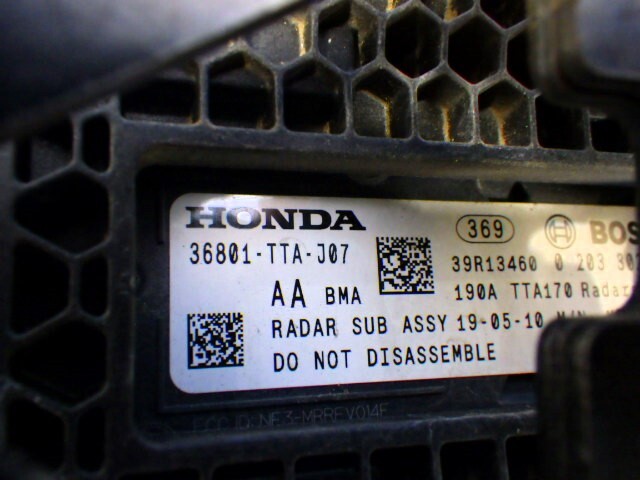 HONDA 369
36801-TTA-J07 39R13460 0 203 30
AA BMA 190A TTA170 Radar
RADAR SUB ASSY 19-05-10
DO NOT DISASSEMBLE